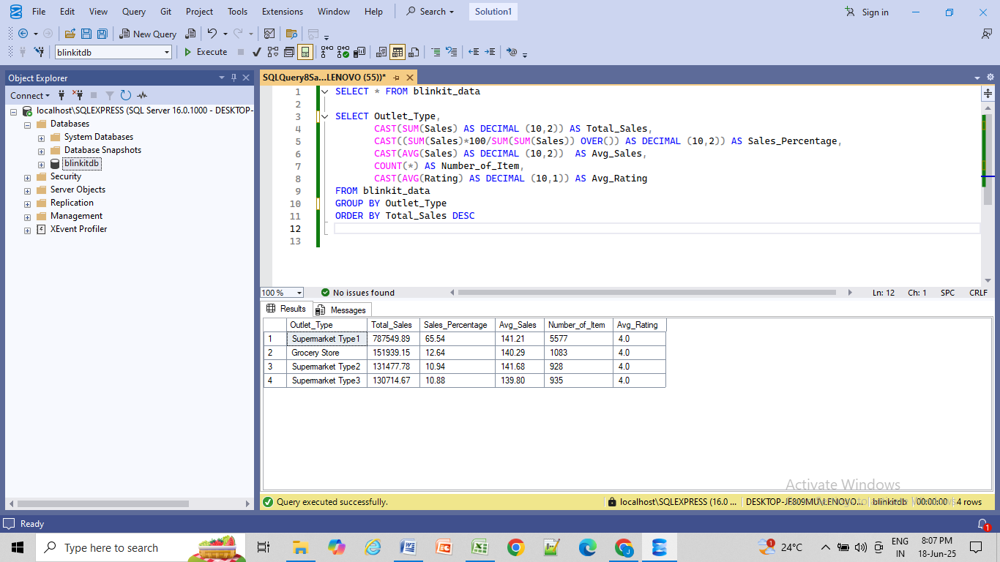 File Edit View Query Git Project Tools Extensions Window Help Search Solution1 Sign in
New Query
blinkitdb Execute
Object Explorer
Connect
localhost\SQLEXPRESS (SQL Server 16.0.1000 - DESKTOP-
Databases
System Databases
Database Snapshots
blinkitdb
Security
Server Objects
Replication
Management
XEvent Profiler
SQLQuery8Sa...LENOVO (55))*
1 SELECT * FROM blinkit_data
2
3 SELECT Outlet_Type,
4 CAST(SUM(Sales) AS DECIMAL (10,2)) AS Total_Sales,
5 CAST((SUM(Sales)*100/SUM(SUM(Sales)) OVER()) AS DECIMAL (10,2)) AS Sales_Percentage,
6 CAST(AVG(Sales) AS DECIMAL (10,2))  AS Avg_Sales,
7 COUNT(*) AS Number_of_Item,
8 CAST(AVG(Rating) AS DECIMAL (10,1)) AS Avg_Rating
9 FROM blinkit_data
10 GROUP BY Outlet_Type
11 ORDER BY Total_Sales DESC
12
13
100 % No issues found Ln: 12 Ch: 1 SPC CRLF
Results Messages
Outlet_Type Total_Sales Sales_Percentage Avg_Sales Number_of_Item Avg_Rating
1 Supermarket Type1 787549.89 65.54 141.21 5577 4.0
2 Grocery Store 151939.15 12.64 140.29 1083 4.0
3 Supermarket Type2 131477.78 10.94 141.68 928 4.0
4 Supermarket Type3 130714.67 10.88 139.80 935 4.0
Activate Windows
Query executed successfully. localhost\SQLEXPRESS (16.0 ... DESKTOP-JE809MU\LENOVO... blinkitdb 00:00:00 4 rows
Ready 1
Type here to search 1 24°C ENG 8:07 PM
IN 18-Jun-25